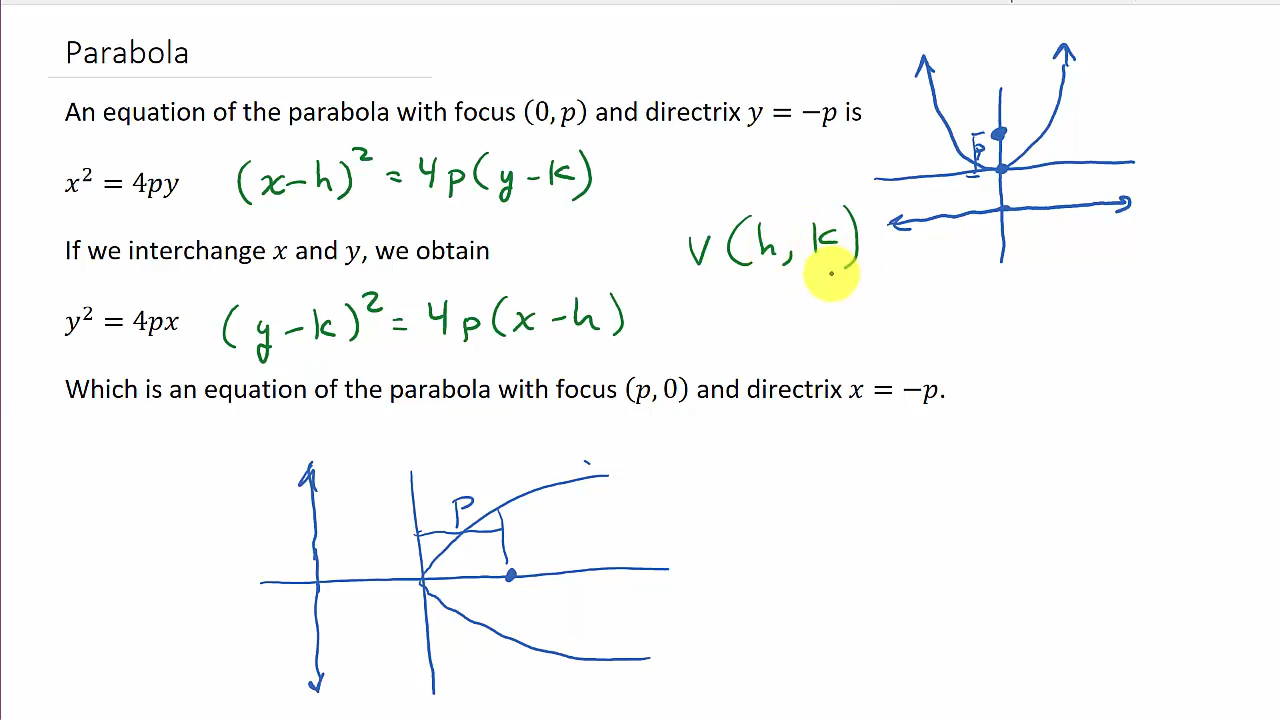 Parabola
An equation of the parabola with focus (0, p) and directrix y = −p is
x² = 4py (x−h)² = 4p(y−k)
p
V(h, k)
If we interchange x and y, we obtain
y² = 4px (y−k)² = 4p(x−h)
Which is an equation of the parabola with focus (p, 0) and directrix x = −p.
P